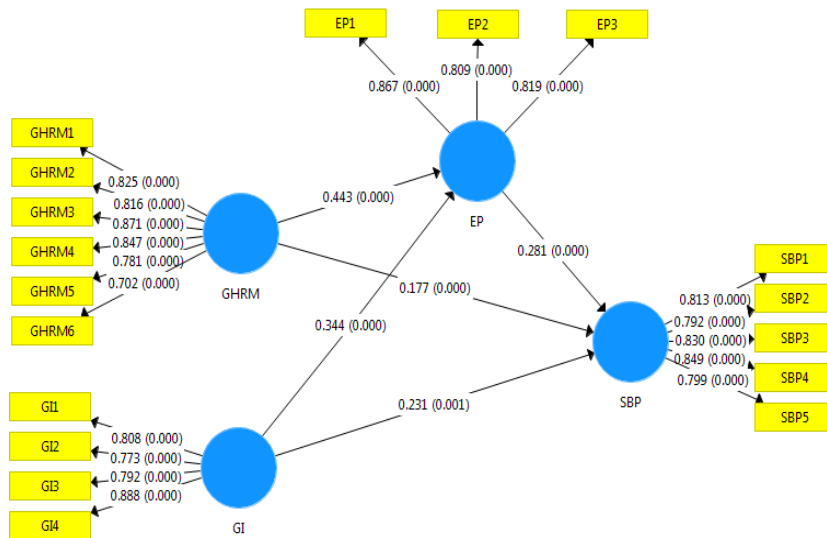 EP1
EP2
EP3
0.867 (0.000)
0.809 (0.000)
0.819 (0.000)
EP
GHRM1
GHRM2
GHRM3
GHRM4
GHRM5
GHRM6
0.825 (0.000)
0.816 (0.000)
0.871 (0.000)
0.847 (0.000)
0.781 (0.000)
0.702 (0.000)
GHRM
0.443 (0.000)
0.281 (0.000)
0.177 (0.000)
0.344 (0.000)
0.231 (0.001)
SBP1
SBP2
SBP3
SBP4
SBP5
0.813 (0.000)
0.792 (0.000)
0.830 (0.000)
0.849 (0.000)
0.799 (0.000)
SBP
GI1
GI2
GI3
GI4
0.808 (0.000)
0.773 (0.000)
0.792 (0.000)
0.888 (0.000)
GI